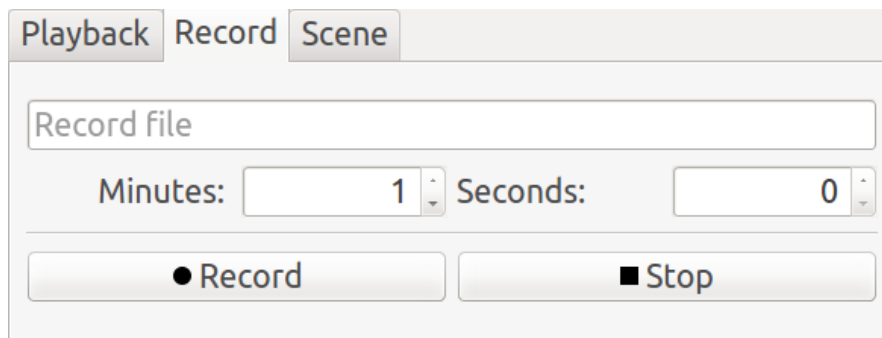 Playback Record Scene
Record file
Minutes: 1 Seconds: 0
Record Stop